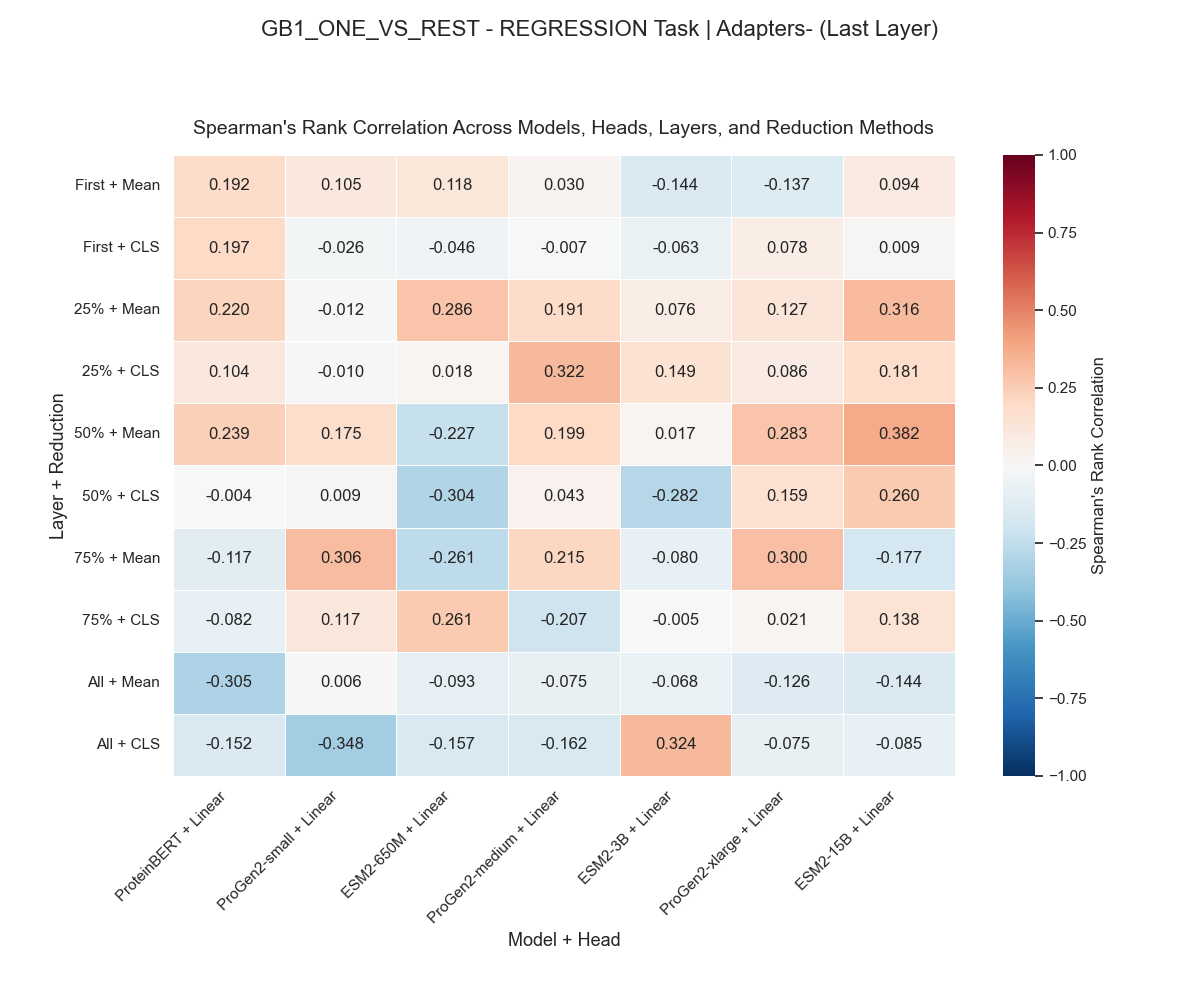 GB1_ONE_VS_REST - REGRESSION Task | Adapters- (Last Layer)
Spearman's Rank Correlation Across Models, Heads, Layers, and Reduction Methods
Layer + Reduction
First + Mean 0.192 0.105 0.118 0.030 -0.144 -0.137 0.094
First + CLS 0.197 -0.026 -0.046 -0.007 -0.063 0.078 0.009
25% + Mean 0.220 -0.012 0.286 0.191 0.076 0.127 0.316
25% + CLS 0.104 -0.010 0.018 0.322 0.149 0.086 0.181
50% + Mean 0.239 0.175 -0.227 0.199 0.017 0.283 0.382
50% + CLS -0.004 0.009 -0.304 0.043 -0.282 0.159 0.260
75% + Mean -0.117 0.306 -0.261 0.215 -0.080 0.300 -0.177
75% + CLS -0.082 0.117 0.261 -0.207 -0.005 0.021 0.138
All + Mean -0.305 0.006 -0.093 -0.075 -0.068 -0.126 -0.144
All + CLS -0.152 -0.348 -0.157 -0.162 0.324 -0.075 -0.085
ProteinBERT + Linear
ProGen2-small + Linear
ESM2-650M + Linear
ProGen2-medium + Linear
ESM2-3B + Linear
ProGen2-xlarge + Linear
ESM2-15B + Linear
Model + Head
1.00
0.75
0.50
0.25
0.00
−0.25
−0.50
−0.75
−1.00
Spearman's Rank Correlation